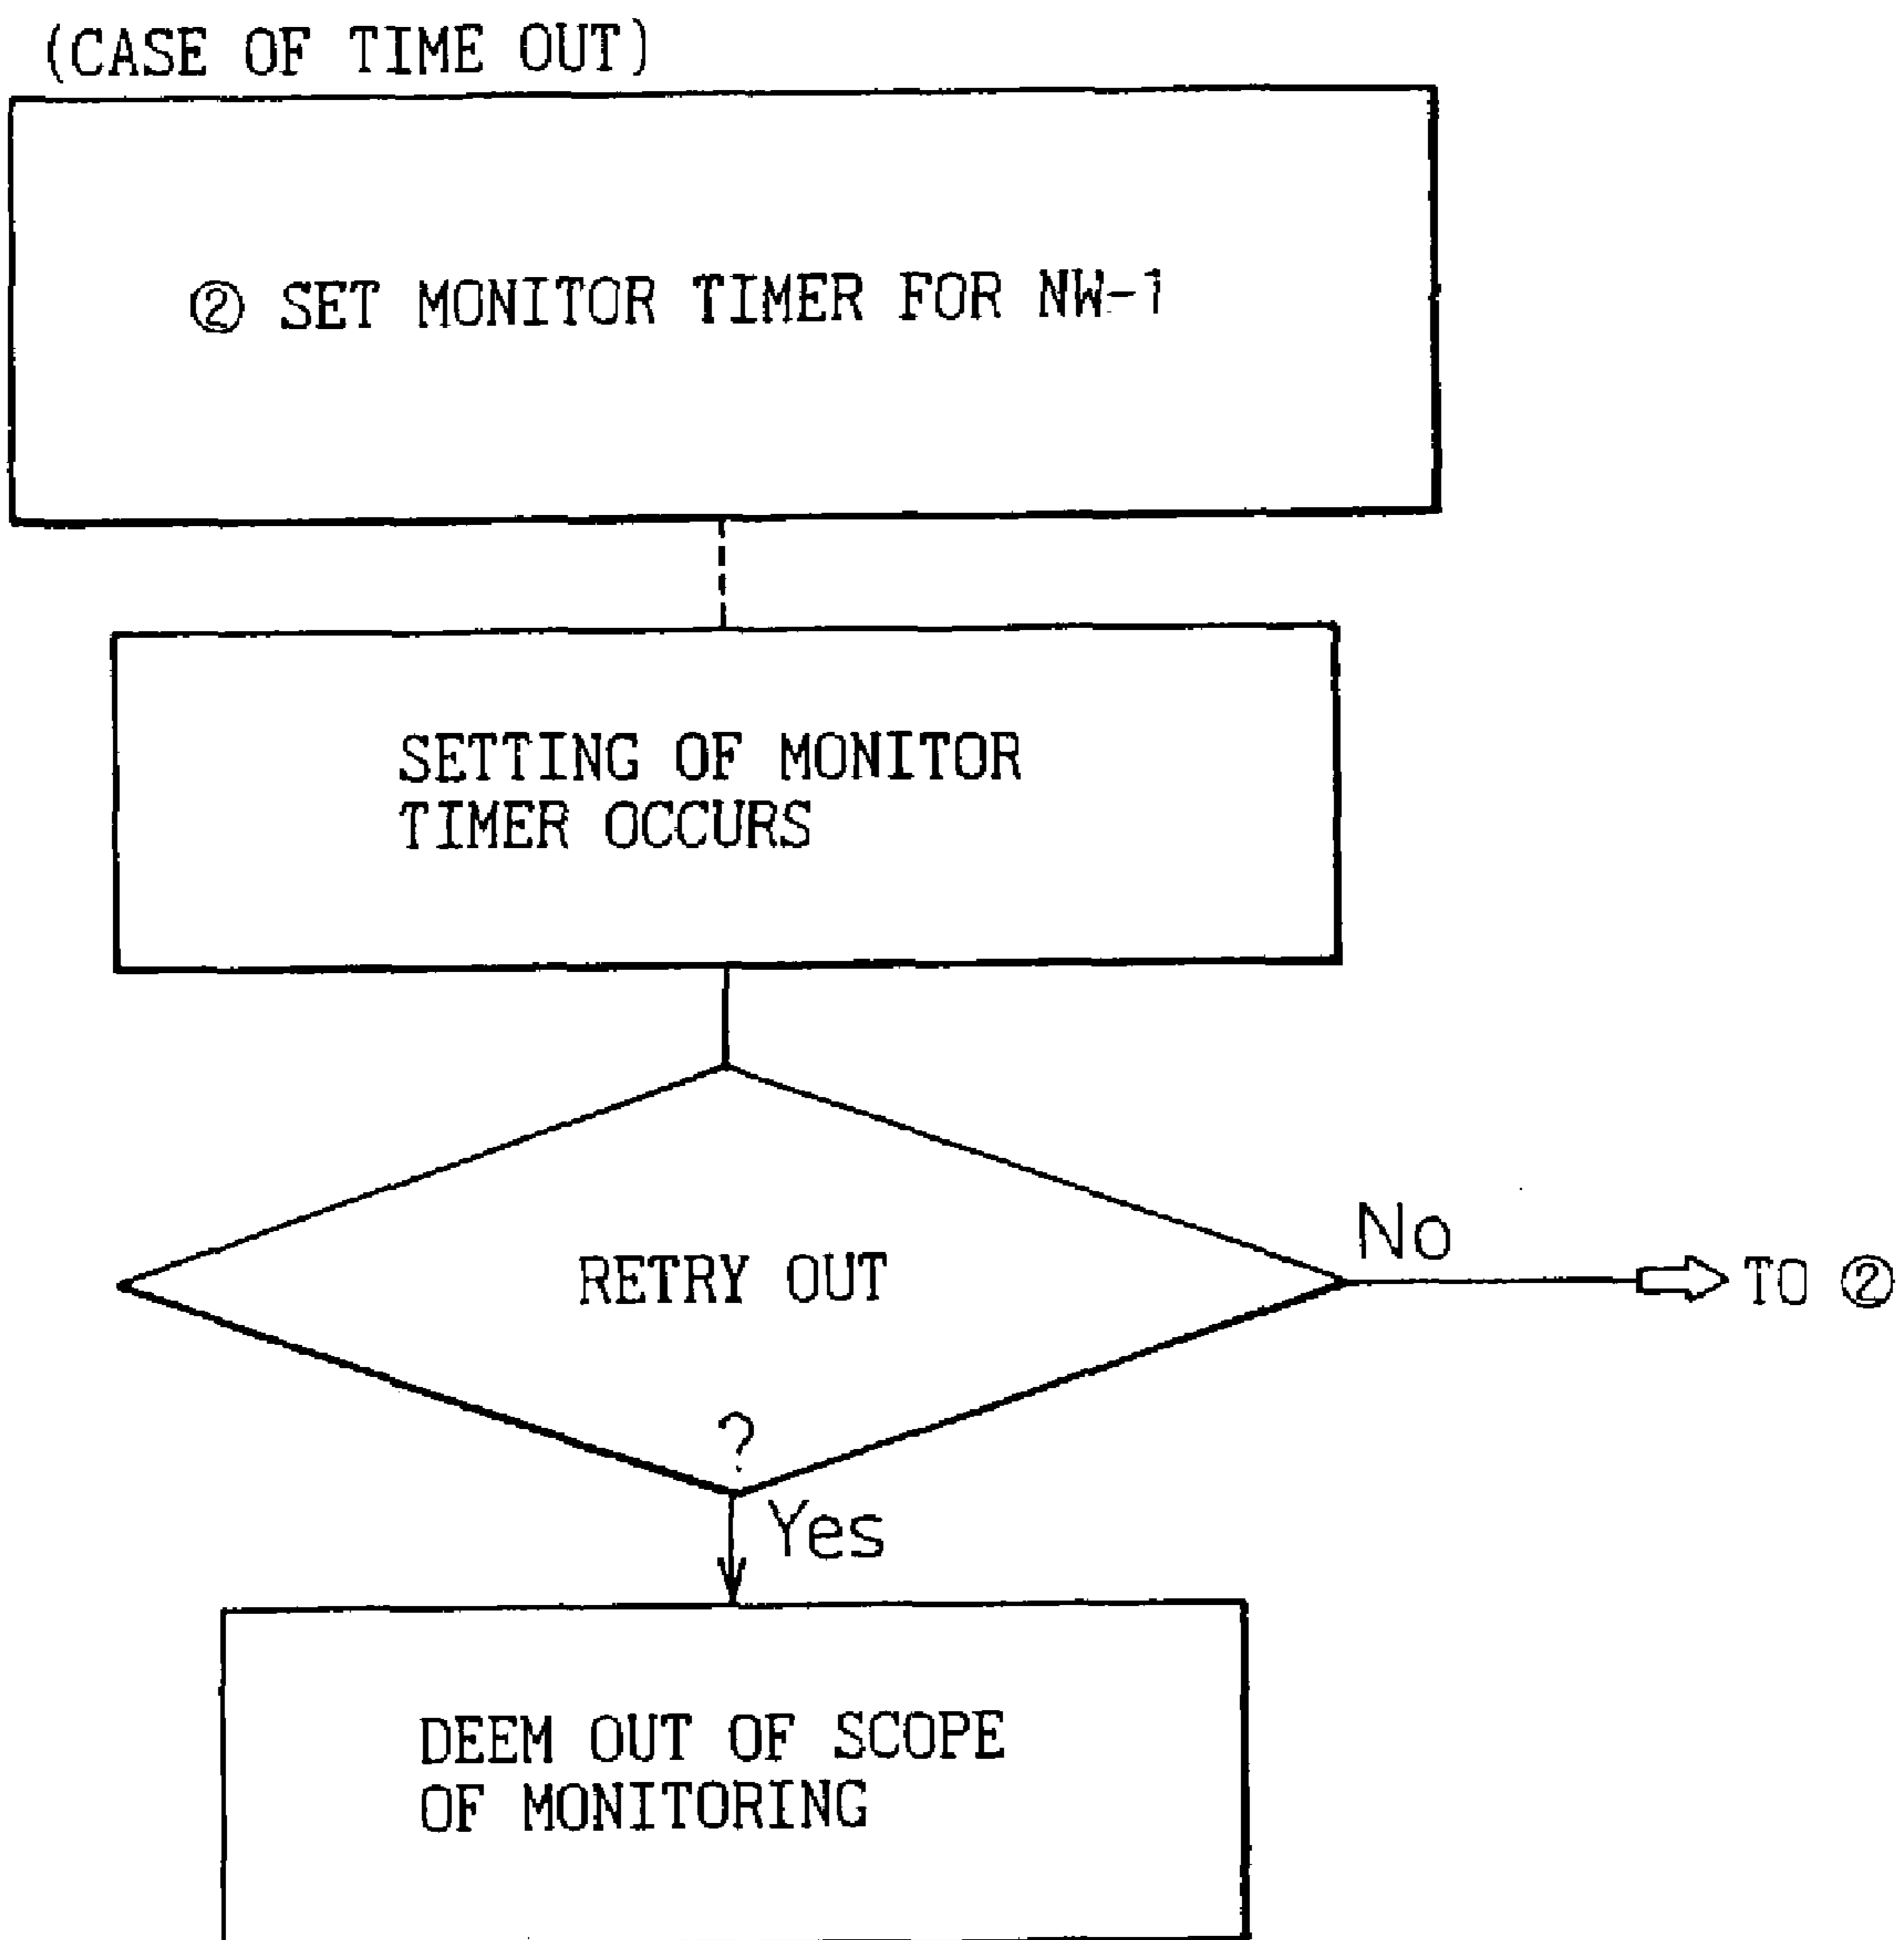 (CASE OF TIME OUT)
② SET MONITOR TIMER FOR NW-1
SETTING OF MONITOR
TIMER OCCURS
RETRY OUT
?
No
TO ②
Yes
DEEM OUT OF SCOPE
OF MONITORING